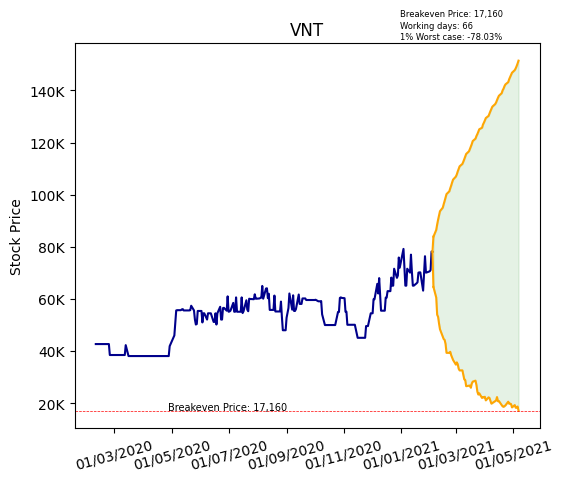 Breakeven Price: 17,160
Working days: 66
1% Worst case: -78.03%
VNT
Stock Price
140K
120K
100K
80K
60K
40K
20K
Breakeven Price: 17,160
01/03/2020
01/05/2020
01/07/2020
01/09/2020
01/11/2020
01/01/2021
01/03/2021
01/05/2021